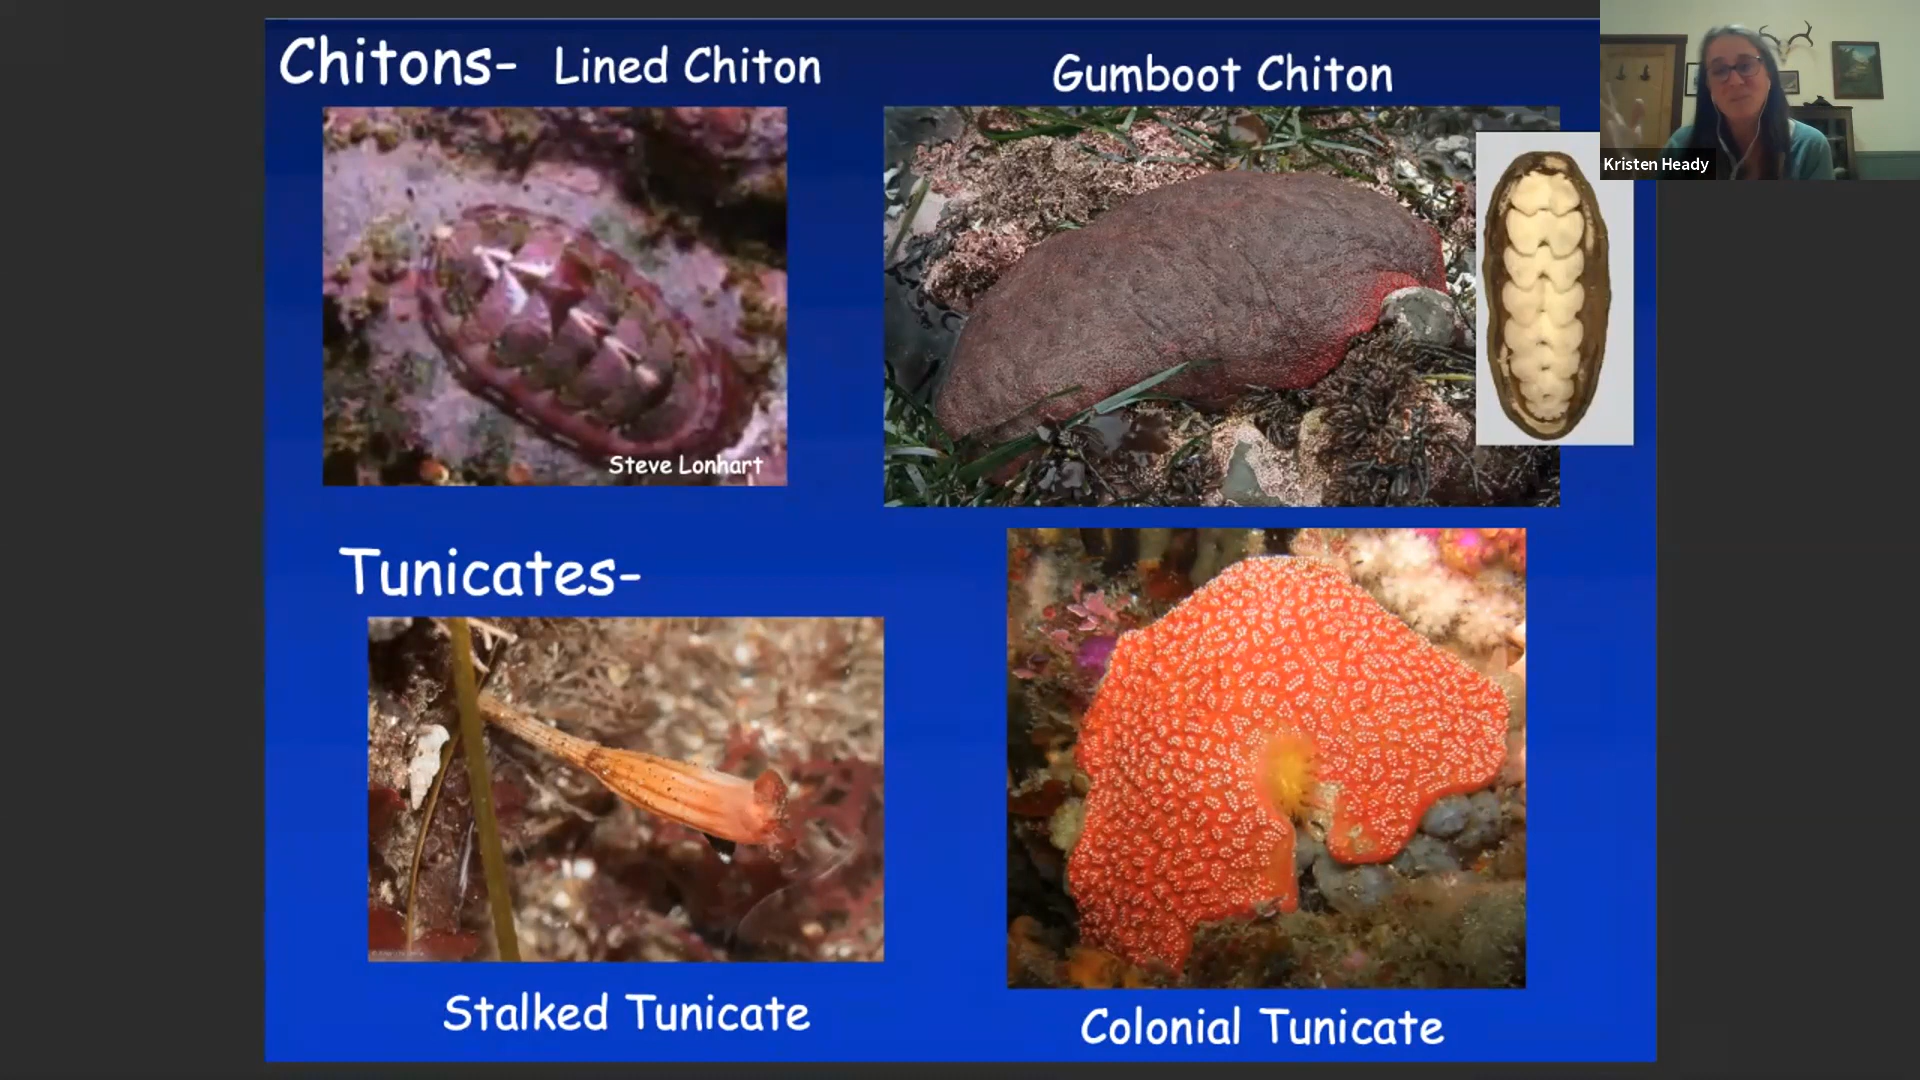 Chitons- Lined Chiton
Gumboot Chiton
Kristen Heady
Steve Lonhart
Tunicates-
Stalked Tunicate
Colonial Tunicate